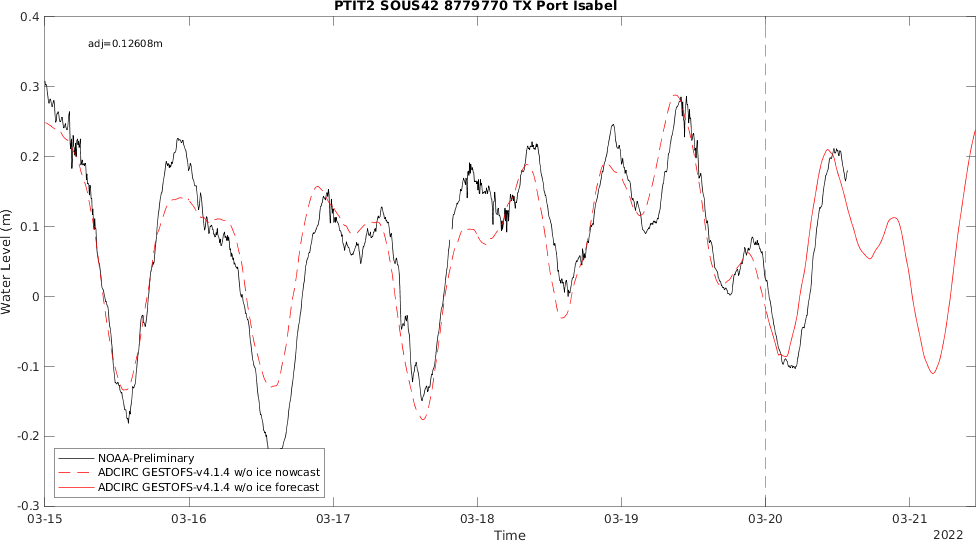 PTIT2 SOUS42 8779770 TX Port Isabel
adj=0.12608m
0.4
0.3
0.2
0.1
0
-0.1
-0.2
-0.3
Water Level (m)
NOAA-Preliminary
ADCIRC GESTOFS-v4.1.4 w/o ice nowcast
ADCIRC GESTOFS-v4.1.4 w/o ice forecast
03-15 03-16 03-17 03-18 03-19 03-20 03-21
Time
2022